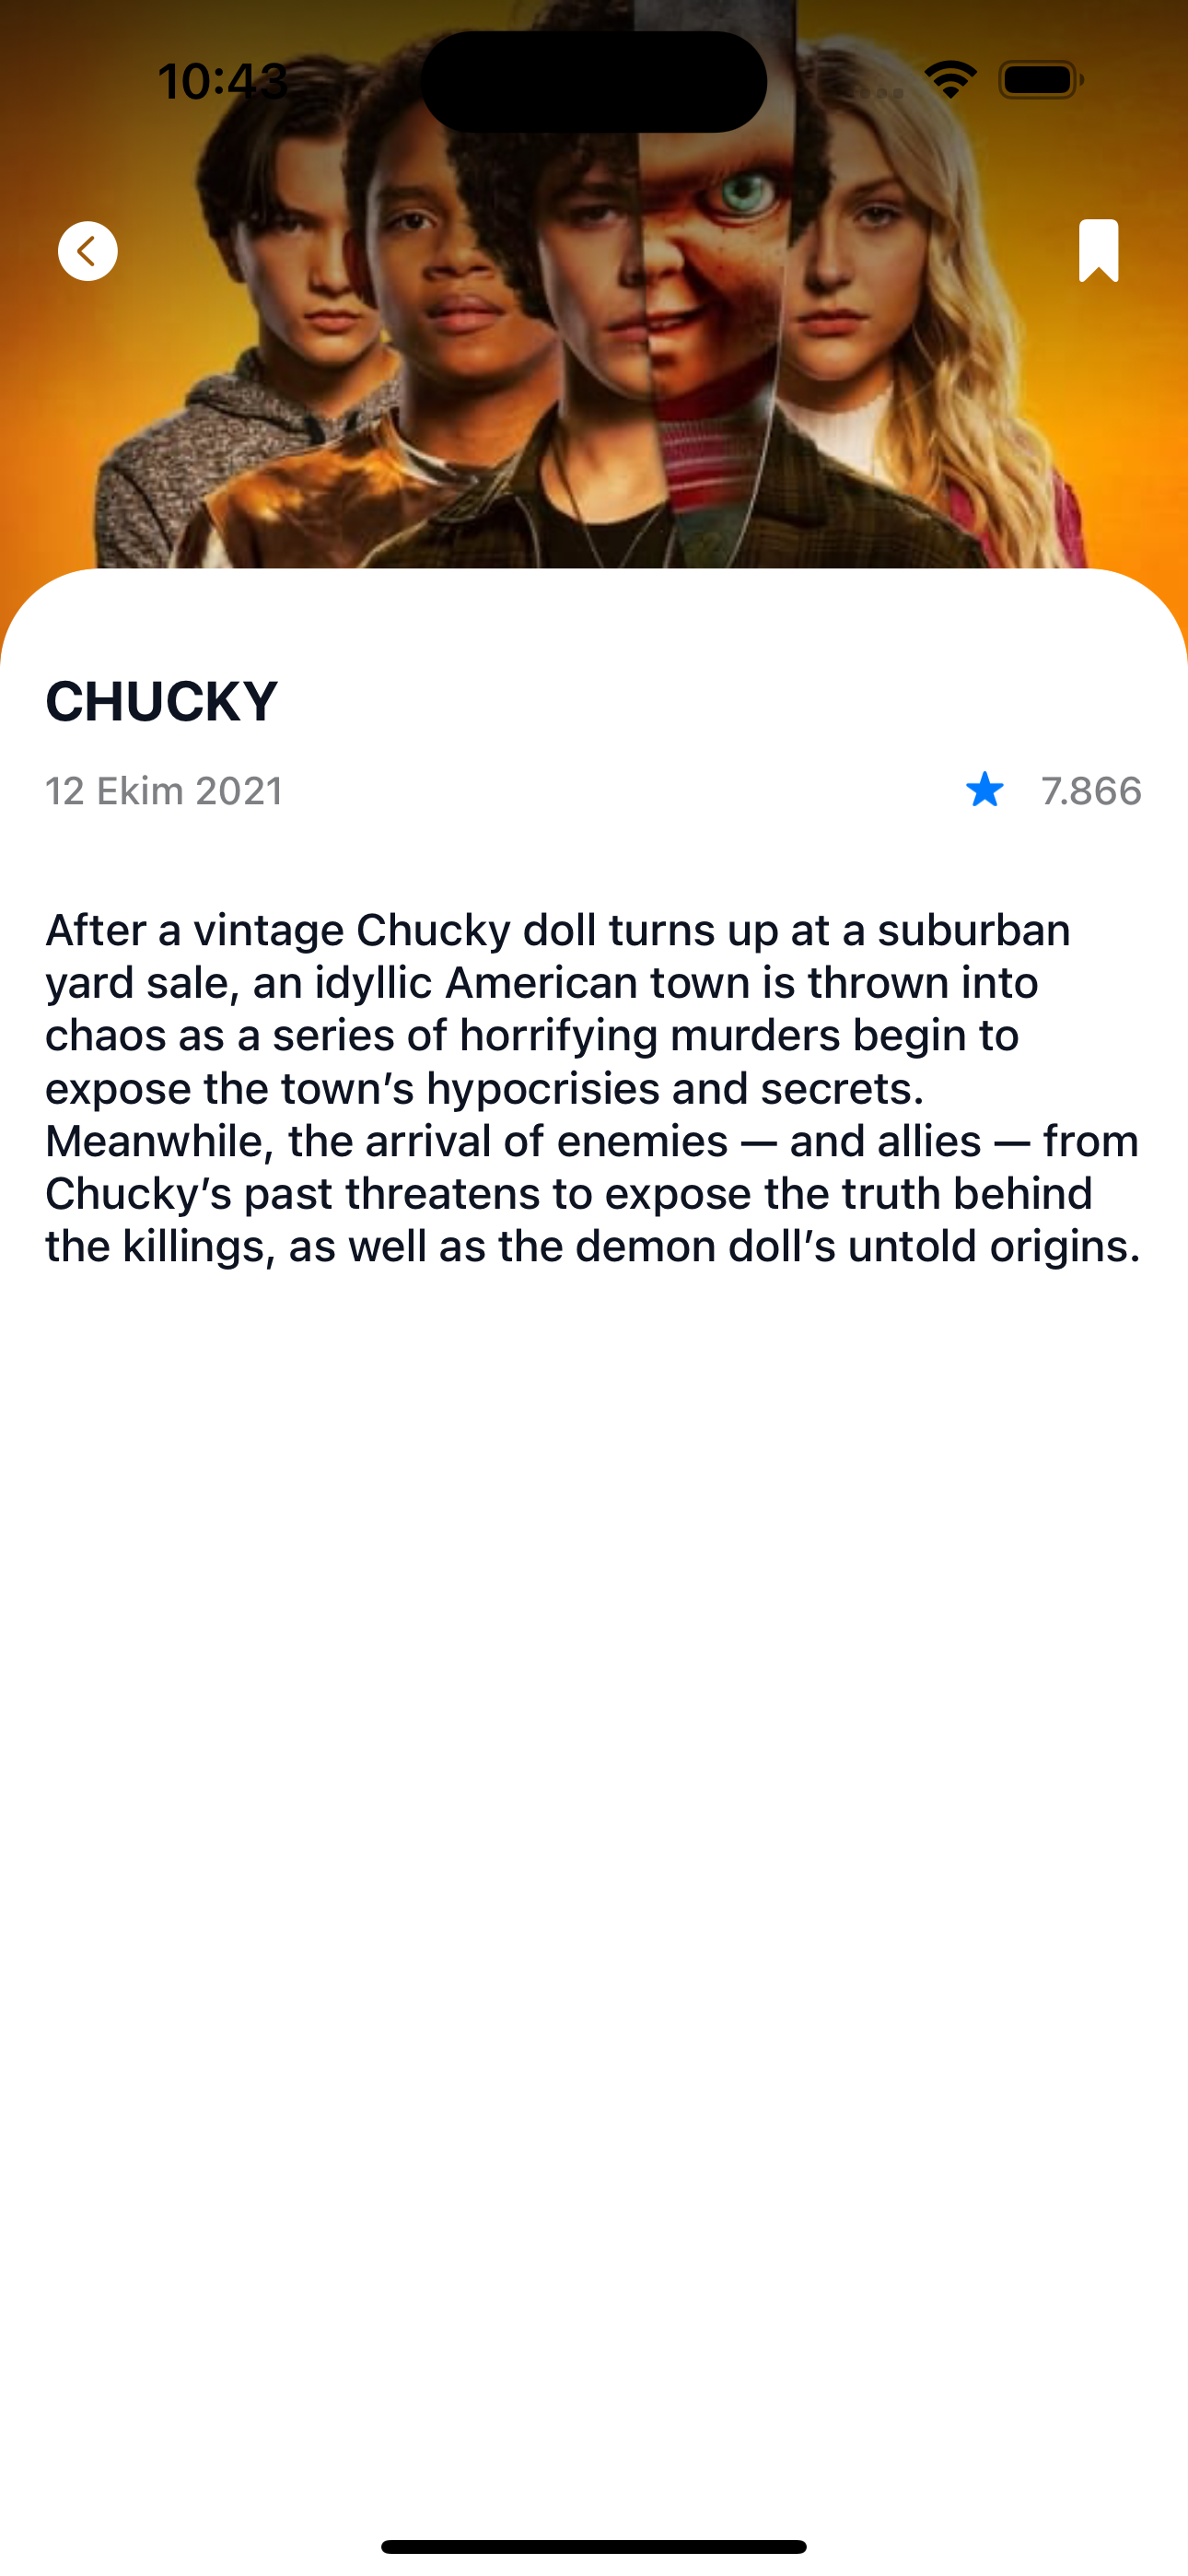 10:43
CHUCKY
12 Ekim 2021
7.866
After a vintage Chucky doll turns up at a suburban
yard sale, an idyllic American town is thrown into
chaos as a series of horrifying murders begin to
expose the town’s hypocrisies and secrets.
Meanwhile, the arrival of enemies — and allies — from
Chucky’s past threatens to expose the truth behind
the killings, as well as the demon doll’s untold origins.